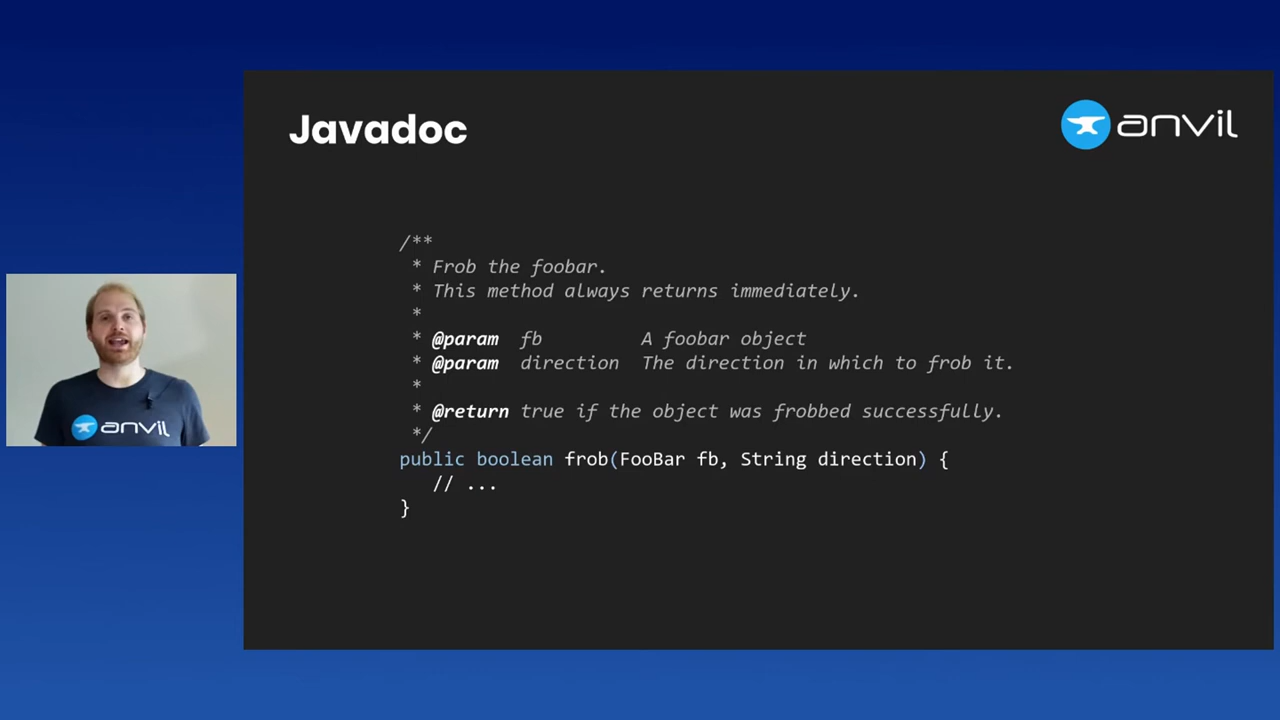 Javadoc
anvil
/**
* Frob the foobar.
* This method always returns immediately.
*
* @param fb A foobar object
* @param direction The direction in which to frob it.
*
* @return true if the object was frobbed successfully.
*/
public boolean frob(FooBar fb, String direction) {
// ...
}
anvil